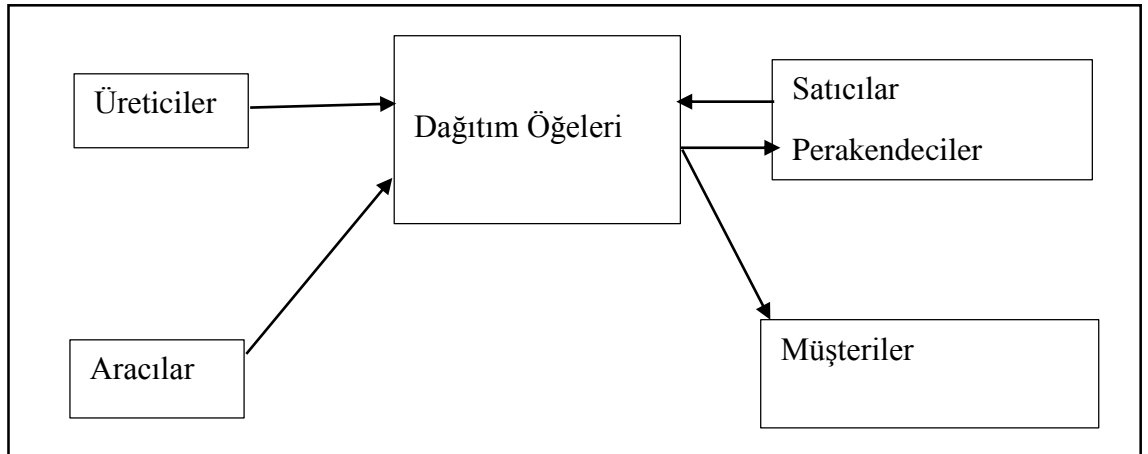 Üreticiler
Dağıtım Öğeleri
Satıcılar
Perakendeciler
Aracılar
Müşteriler